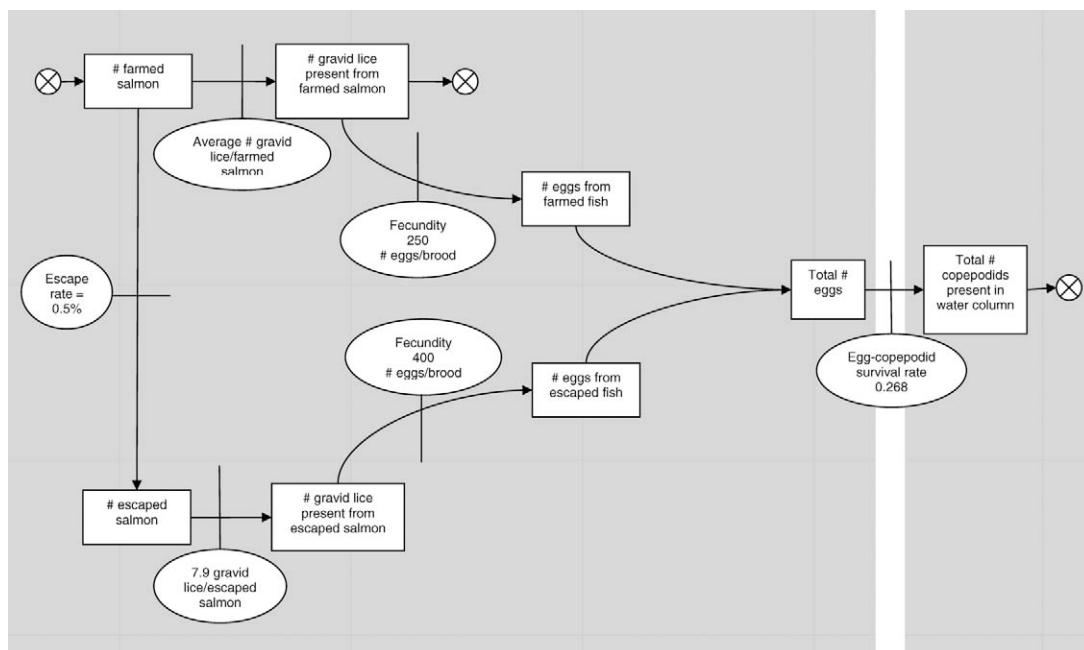 # farmed
salmon
# gravid lice
present from
farmed salmon
Average # gravid
lice/farmed
salmon
Fecundity
250
# eggs/brood
# eggs from
farmed fish
Escape
rate =
0.5%
Total #
eggs
Total #
copepodids
present in
water column
Fecundity
400
# eggs/brood
Egg-copepodid
survival rate
0.268
# eggs from
escaped fish
# escaped
salmon
# gravid lice
present from
escaped salmon
7.9 gravid
lice/escaped
salmon